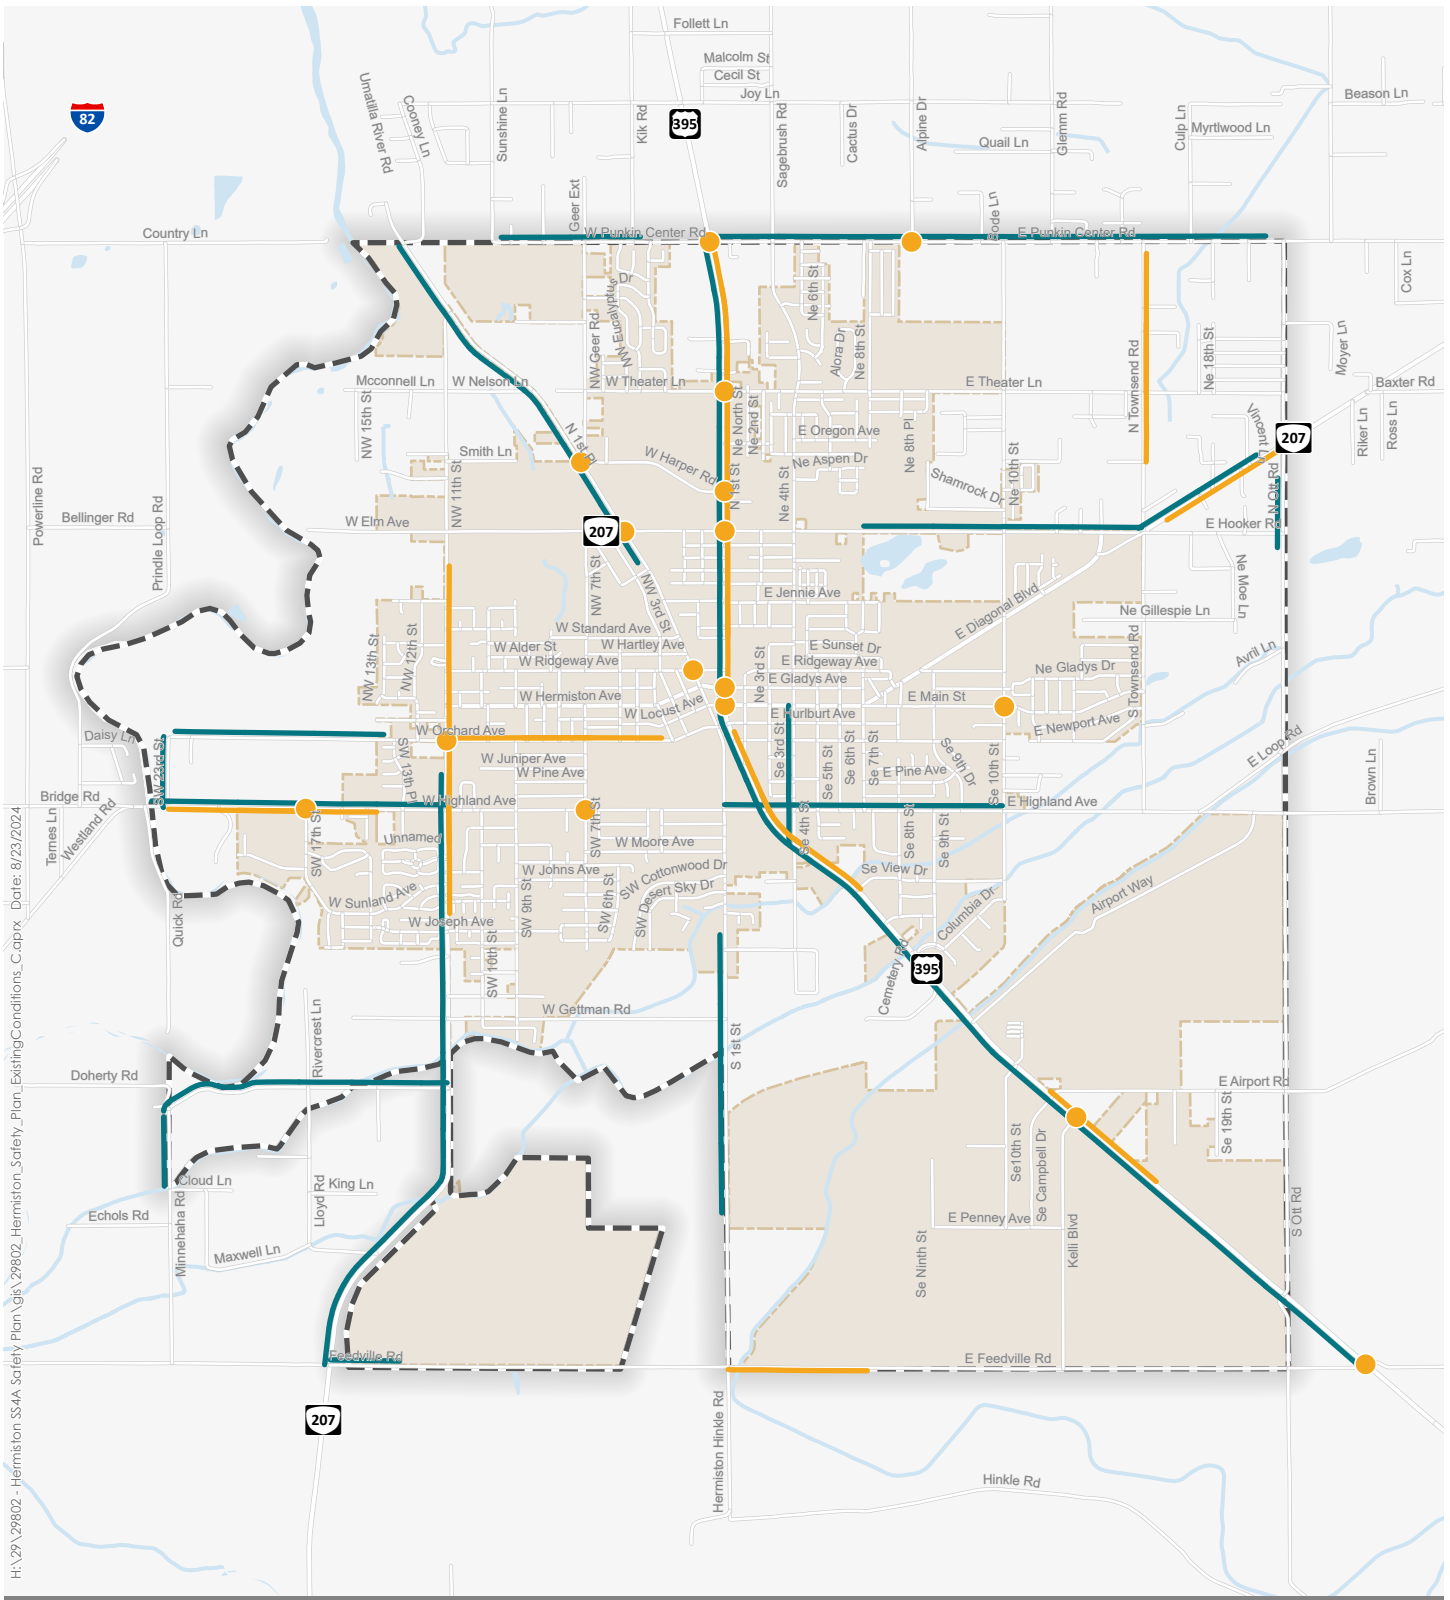 Follett Ln
Malcolm St
Cecil St
Joy Ln
Beason Ln
82
395
Umatilla River Rd
Cooney Ln
Sunshine Ln
Kik Rd
Sagebrush Rd
Cactus Dr
Alpine Dr
Quail Ln
Glemm Rd
Culp Ln
Myrtlwood Ln
Geer Ext
Country Ln
W Punkin Center Rd
E Punkin Center Rd
Cox Ln
NW Eucalyptus Dr
Ne 6th St
NW Geer Rd
Alora Dr
Ne 8th St
N Townsend Rd
Ne 18th St
Moyer Ln
Mcconnell Ln
W Nelson Ln
W Theater Ln
E Theater Ln
Baxter Rd
NW 15th St
Ne North St
Ne 2nd St
N 1st Pl
E Oregon Ave
Ne 8th Pl
Vincent Ln
207
Riker Ln
Ross Ln
Smith Ln
W Harper Rd
Ne Aspen Dr
Ne 4th St
Shamrock Dr
Ne 10th St
N Ott Rd
NW 11th St
N 1st St
Powerline Rd
Bellinger Rd
Prindle Loop Rd
W Elm Ave
207
E Hooker Rd
NW 7th St
NW 3rd St
E Jennie Ave
E Diagonal Blvd
Ne Gillespie Ln
Ne Moe Ln
W Standard Ave
W Alder St
W Hartley Ave
W Ridgeway Ave
E Sunset Dr
E Ridgeway Ave
E Gladys Ave
Ne Gladys Dr
Avril Ln
NW 13th St
NW 12th St
Ne 3rd St
S Townsend Rd
W Hermiston Ave
W Locust Ave
E Main St
E Hurlburt Ave
E Newport Ave
Daisy Ln
W Orchard Ave
E Loop Rd
SW 23rd St
SW 13th Pl
W Juniper Ave
W Pine Ave
Se 3rd St
Se 5th St
Se 6th St
Se 7th St
E Pine Ave
Se 9th Dr
Se 10th St
Brown Ln
Bridge Rd
W Highland Ave
E Highland Ave
Ternes Ln
Westland Rd
SW 17th St
Unnamed
SW 7th St
W Moore Ave
Se 4th St
Se 8th St
Se 9th St
W Johns Ave
SW Cottonwood Dr
SW Desert Sky Dr
Se View Dr
W Sunland Ave
W Joseph Ave
SW 9th St
SW 6th St
Columbia Dr
Airport Way
Quick Rd
SW 10th St
Cemetery Rd
395
W Gettman Rd
S 1st St
Rivercrest Ln
Doherty Rd
E Airport Rd
Se 19th St
Se10th St
Se Campbell Dr
Cloud Ln
King Ln
Lloyd Rd
Echols Rd
Minnehaha Rd
Maxwell Ln
E Penney Ave
Se Ninth St
Kelli Blvd
S Ott Rd
Feedville Rd
E Feedville Rd
207
Hermiston Hinkle Rd
Hinkle Rd
H:\29\29802 - Hermiston SS4A Safety Plan\gis\29802_Hermiston_Safety_Plan_ExistingConditions_C.aprx Date: 8/23/2024